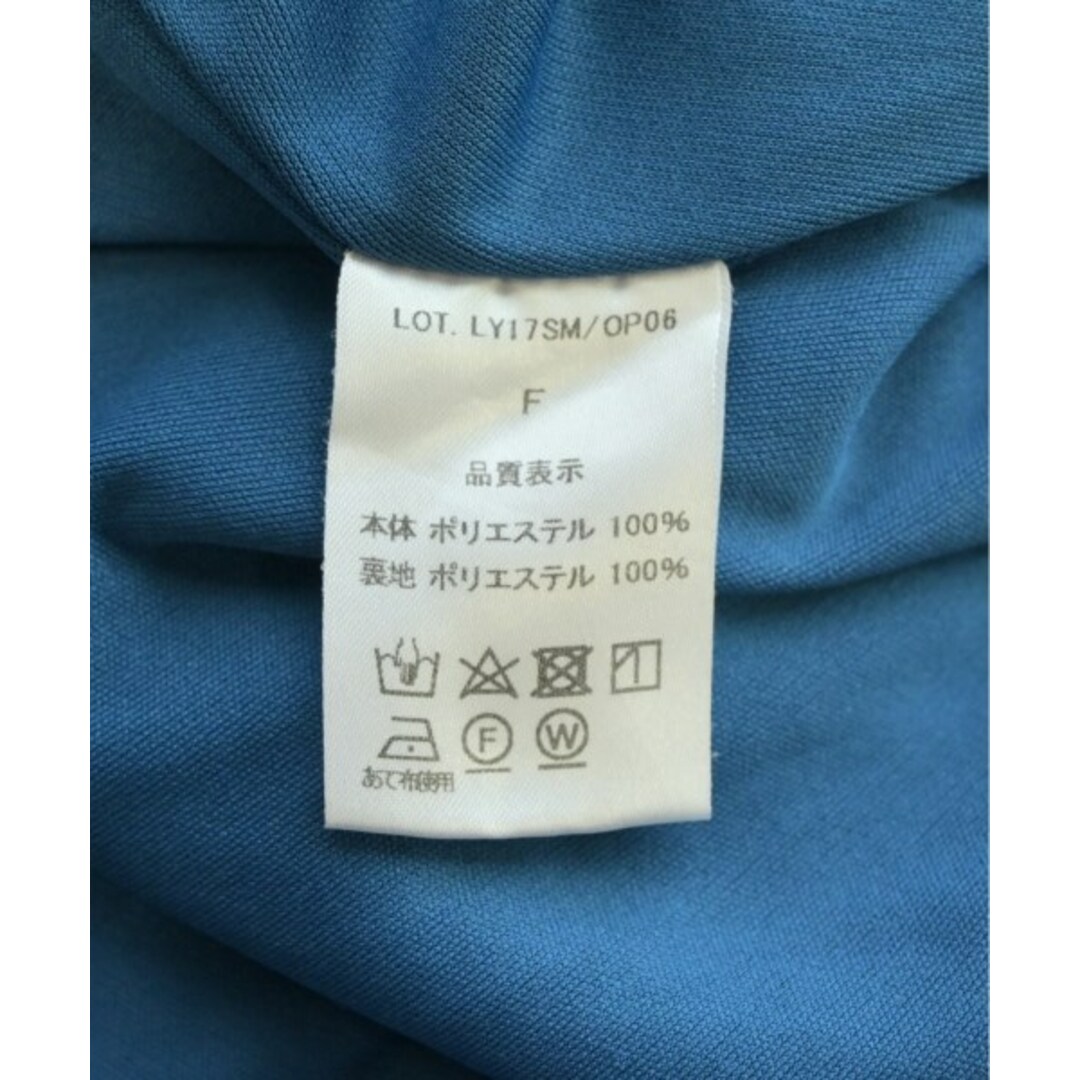 LOT. LY17SM/OP06
F
品質表示
本体 ポリエステル 100%
裏地 ポリエステル 100%
F W
あて布使用